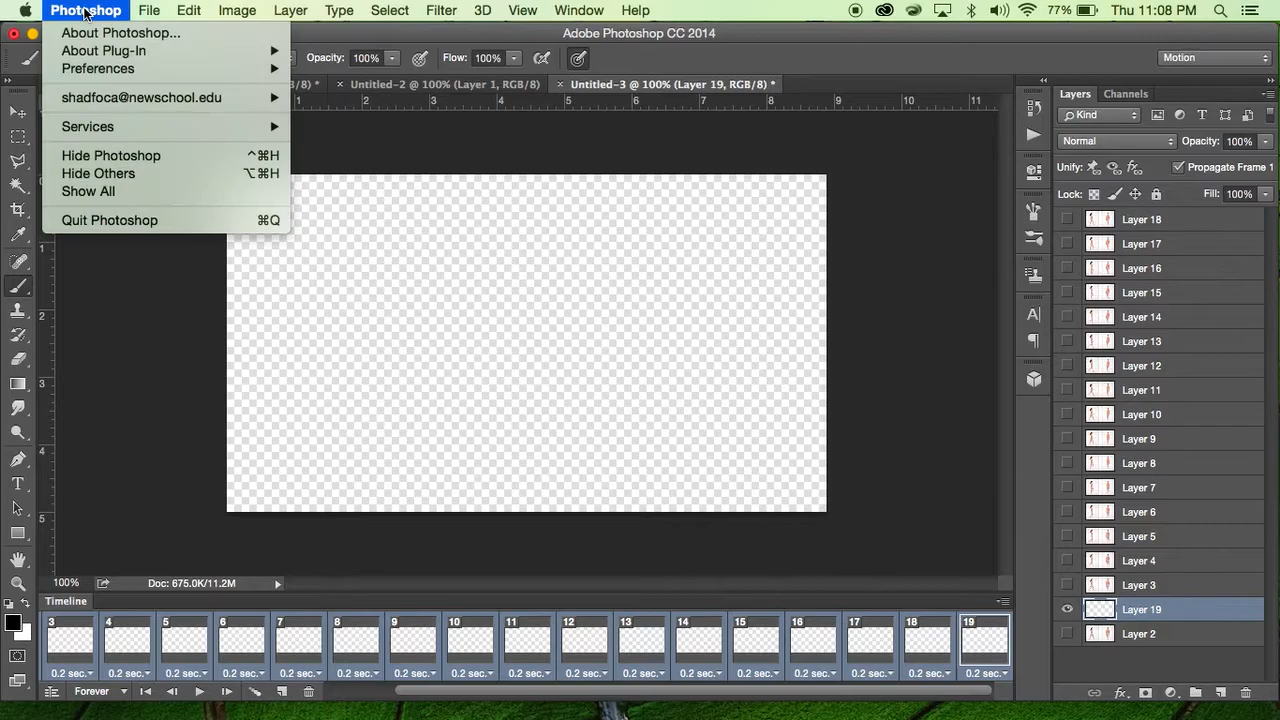 Photoshop File Edit Image Layer Type Select Filter 3D View Window Help 77% Thu 11:08 PM
About Photoshop...
About Plug-In
Preferences
shadfoca@newschool.edu
Services
Hide Photoshop ^⌘H
Hide Others ⌥⌘H
Show All
Quit Photoshop ⌘Q
Adobe Photoshop CC 2014
Opacity: 100% Flow: 100% Motion
/8) * × Untitled-2 @ 100% (Layer 1, RGB/8) × Untitled-3 @ 100% (Layer 19, RGB/8) *
1 2 3 4 5 6 7 8 9 10 11
1
2
3
4
5
100% Doc: 675.0K/11.2M
Timeline
3 4 5 6 7 8 9 10 11 12 13 14 15 16 17 18 19
0.2 sec. 0.2 sec. 0.2 sec. 0.2 sec. 0.2 sec. 0.2 sec. 0.2 sec. 0.2 sec. 0.2 sec. 0.2 sec. 0.2 sec. 0.2 sec. 0.2 sec. 0.2 sec. 0.2 sec. 0.2 sec. 0.2 sec.
Forever
Layers Channels
Kind
Normal Opacity: 100%
Unify: Propagate Frame 1
Lock: Fill: 100%
Layer 18
Layer 17
Layer 16
Layer 15
Layer 14
Layer 13
Layer 12
Layer 11
Layer 10
Layer 9
Layer 8
Layer 7
Layer 6
Layer 5
Layer 4
Layer 3
Layer 19
Layer 2